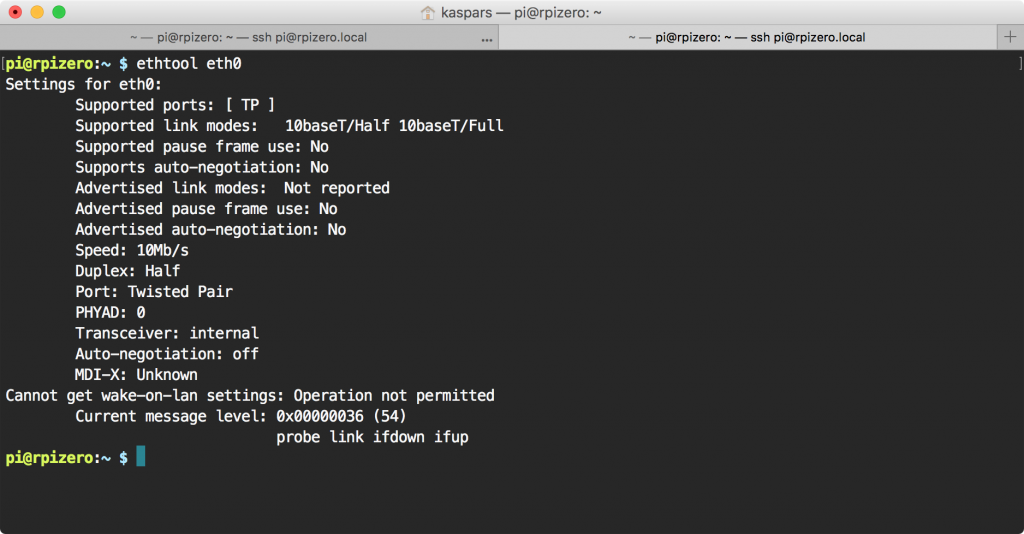 kaspars — pi@rpizero: ~
~ — pi@rpizero: ~ — ssh pi@rpizero.local ...
~ — pi@rpizero: ~ — ssh pi@rpizero.local +
[pi@rpizero:~ $ ethtool eth0 ]
Settings for eth0:
Supported ports: [ TP ]
Supported link modes:   10baseT/Half 10baseT/Full
Supported pause frame use: No
Supports auto-negotiation: No
Advertised link modes:  Not reported
Advertised pause frame use: No
Advertised auto-negotiation: No
Speed: 10Mb/s
Duplex: Half
Port: Twisted Pair
PHYAD: 0
Transceiver: internal
Auto-negotiation: off
MDI-X: Unknown
Cannot get wake-on-lan settings: Operation not permitted
Current message level: 0x00000036 (54)
probe link ifdown ifup
pi@rpizero:~ $